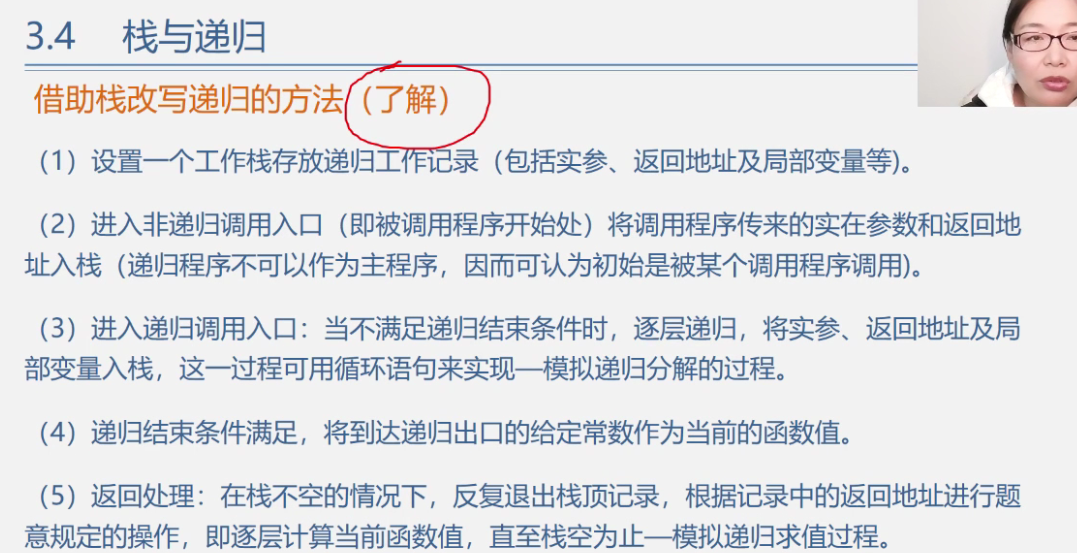 3.4 栈与递归
借助栈改写递归的方法（了解）
（1）设置一个工作栈存放递归工作记录（包括实参、返回地址及局部变量等)。
（2）进入非递归调用入口（即被调用程序开始处）将调用程序传来的实在参数和返回地
址入栈（递归程序不可以作为主程序，因而可认为初始是被某个调用程序调用)。
（3）进入递归调用入口：当不满足递归结束条件时，逐层递归，将实参、返回地址及局
部变量入栈，这一过程可用循环语句来实现—模拟递归分解的过程。
（4）递归结束条件满足，将到达递归出口的给定常数作为当前的函数值。
（5）返回处理：在栈不空的情况下，反复退出栈顶记录，根据记录中的返回地址进行题
意规定的操作，即逐层计算当前函数值，直至栈空为止—模拟递归求值过程。